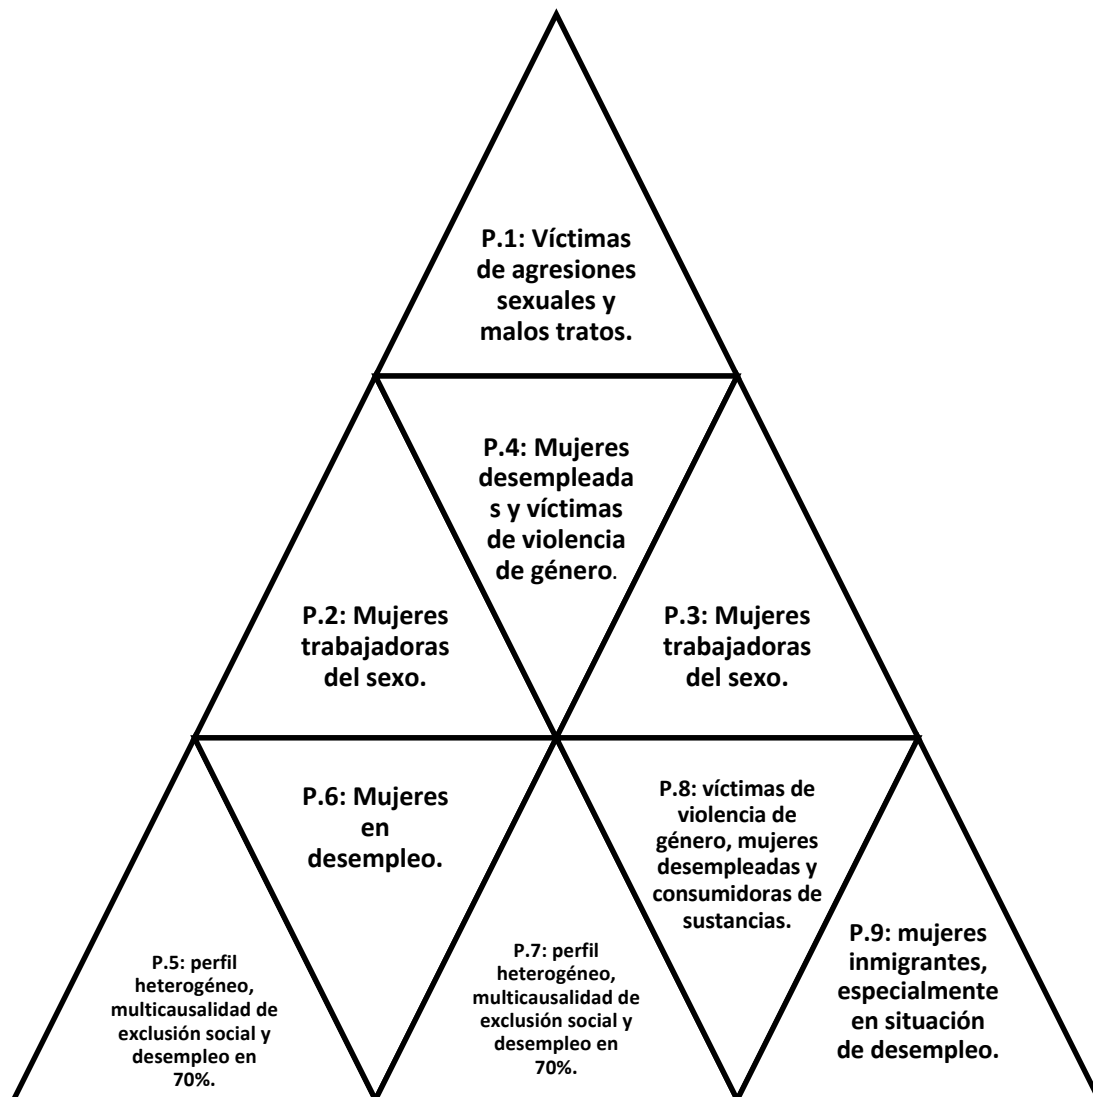 P.1: Víctimas
de agresiones
sexuales y
malos tratos.
P.4: Mujeres
desempleada
s y víctimas
de violencia
de género.
P.2: Mujeres
trabajadoras
del sexo.
P.3: Mujeres
trabajadoras
del sexo.
P.6: Mujeres
en
desempleo.
P.8: víctimas de
violencia de
género, mujeres
desempleadas y
consumidoras de
sustancias.
P.5: perfil
heterogéneo,
multicausalidad de
exclusión social y
desempleo en
70%.
P.7: perfil
heterogéneo,
multicausalidad de
exclusión social y
desempleo en
70%.
P.9: mujeres
inmigrantes,
especialmente
en situación
de desempleo.